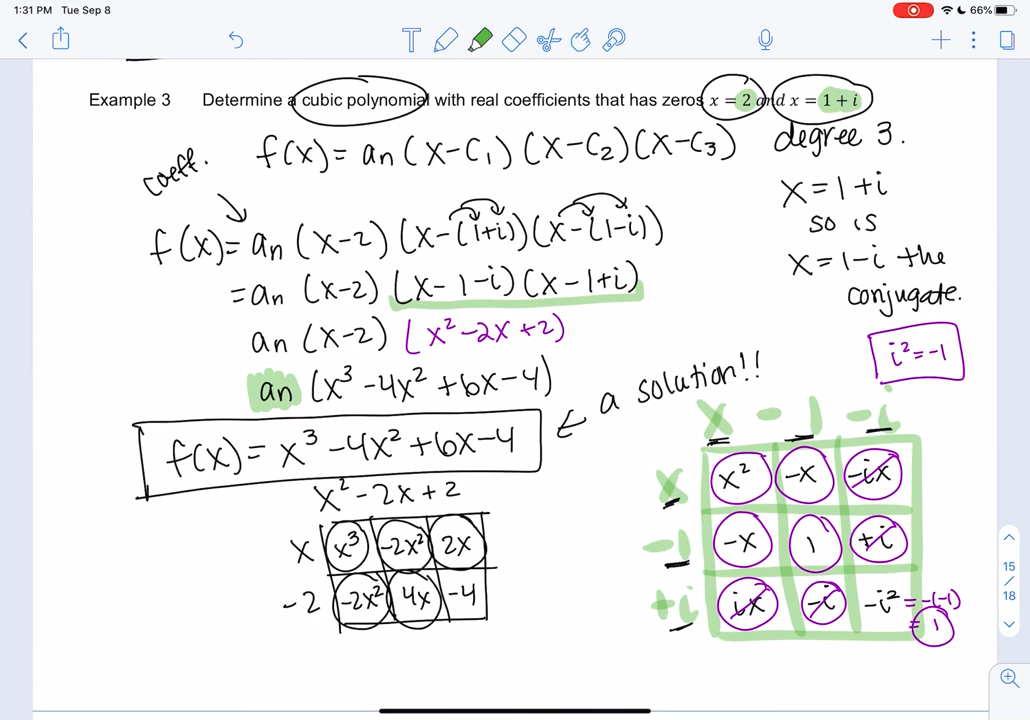 1:31 PM Tue Sep 8
66%
Example 3 Determine a cubic polynomial with real coefficients that has zeros x = 2 and x = 1 + i
degree 3.
coeff.
f(x) = an (x-c₁) (x-c₂)(x-c₃)
x = 1 + i
so is
x = 1-i the
conjugate.
i² = -1
f(x) = an (x-2) (x-(1+i))(x-(1-i))
= an (x-2) (x-1-i) (x-1+i)
an (x-2) (x²-2x+2)
an (x³ -4x² +6x-4)
a solution!!
f(x) = x³ -4x² +6x-4
x² -2x+2
x x³ -2x² 2x
-2 -2x² 4x -4
x -1 -i
x x² -x -ix
-1 -x 1 +i
+i ix -i -i² = -(-1)
= 1
15
/
18